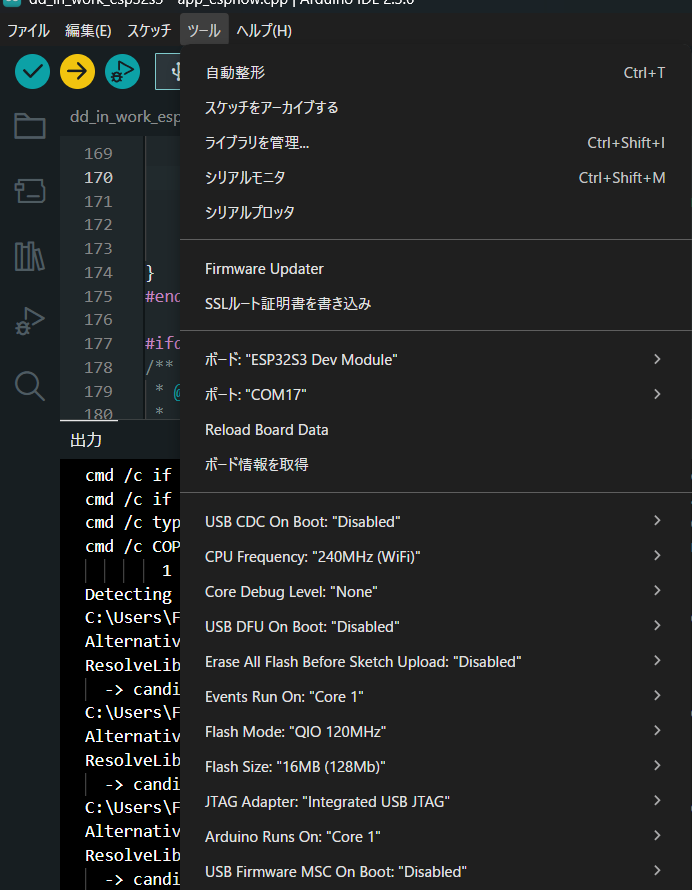 dd_in_work_esp32s3 - app_espnow.cpp | Arduino IDE 2.3.6
ファイル 編集(E) スケッチ ツール ヘルプ(H)
自動整形 Ctrl+T
スケッチをアーカイブする
ライブラリを管理... Ctrl+Shift+I
シリアルモニタ Ctrl+Shift+M
シリアルプロッタ
Firmware Updater
SSLルート証明書を書き込み
ボード: "ESP32S3 Dev Module"
ポート: "COM17"
Reload Board Data
ボード情報を取得
USB CDC On Boot: "Disabled"
CPU Frequency: "240MHz (WiFi)"
Core Debug Level: "None"
USB DFU On Boot: "Disabled"
Erase All Flash Before Sketch Upload: "Disabled"
Events Run On: "Core 1"
Flash Mode: "QIO 120MHz"
Flash Size: "16MB (128Mb)"
JTAG Adapter: "Integrated USB JTAG"
Arduino Runs On: "Core 1"
USB Firmware MSC On Boot: "Disabled"
dd_in_work_esp
169
170
171
172
173
174 }
175 #end
176
177 #ifd
178 /**
179 * @
180 *
出力
cmd /c if
cmd /c if
cmd /c typ
cmd /c COP
1
Detecting
C:\Users\F
Alternativ
ResolveLib
-> candi
C:\Users\F
Alternativ
ResolveLib
-> candi
C:\Users\F
Alternativ
ResolveLib
-> candi